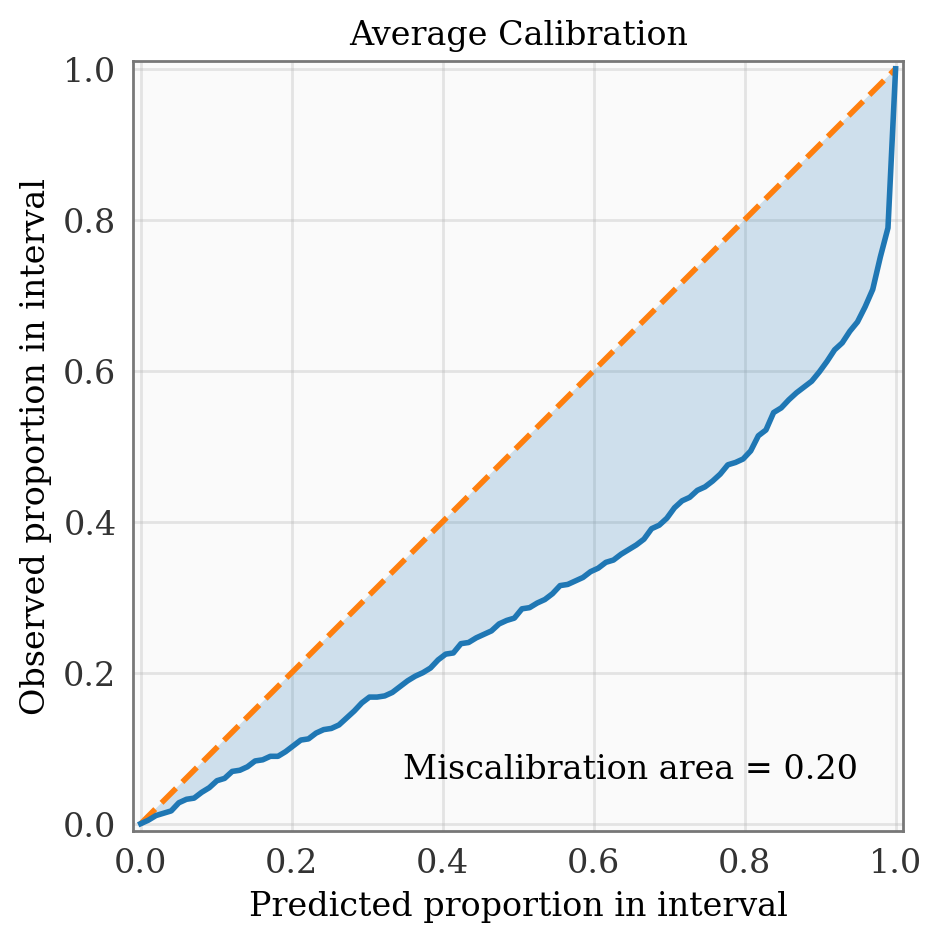 Average Calibration
Observed proportion in interval
1.0
0.8
0.6
0.4
0.2
0.0
Miscalibration area = 0.20
0.0 0.2 0.4 0.6 0.8 1.0
Predicted proportion in interval